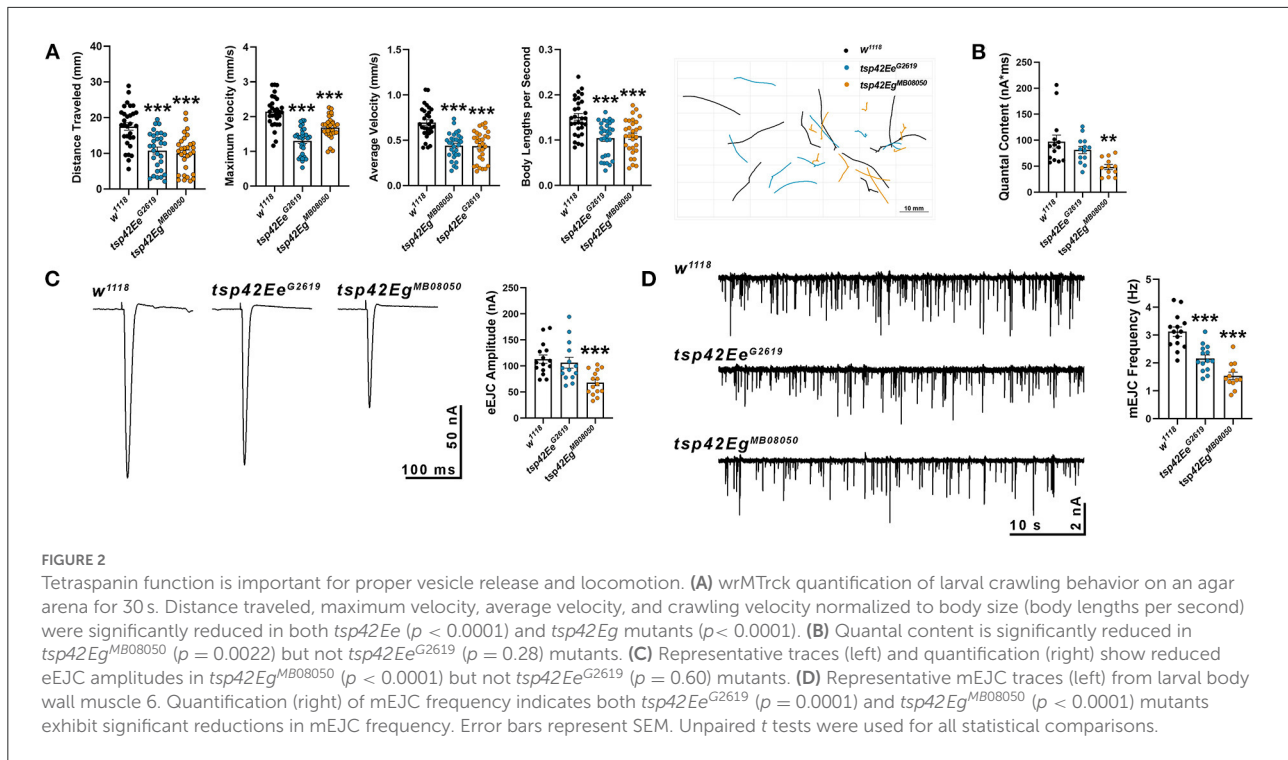 A
Distance Traveled (mm)
40
30
20
10
0
w1118
tsp42EeG2619
tsp42EgMB08050
***
***
Maximum Velocity (mm/s)
4
3
2
1
0
w1118
tsp42EeG2619
tsp42EgMB08050
***
***
Average Velocity (mm/s)
1.5
1.0
0.5
0.0
w1118
tsp42EgMB08050
tsp42EeG2619
***
***
Body Lengths per Second
0.3
0.2
0.1
0.0
w1118
tsp42EeG2619
tsp42EgMB08050
***
***
w1118
tsp42EeG2619
tsp42EgMB08050
10 mm
B
Quantal Content (nA*ms)
250
200
150
100
50
0
w1118
tsp42EeG2619
tsp42EgMB08050
**
C
w1118
tsp42EeG2619
tsp42EgMB08050
50 nA
100 ms
eEJC Amplitude (nA)
250
200
150
100
50
0
w1118
tsp42EeG2619
tsp42EgMB08050
***
D
w1118
tsp42EeG2619
tsp42EgMB08050
10 s
2 nA
mEJC Frequency (Hz)
5
4
3
2
1
0
w1118
tsp42EeG2619
tsp42EgMB08050
***
***
FIGURE 2
Tetraspanin function is important for proper vesicle release and locomotion. (A) wrMTrck quantification of larval crawling behavior on an agar
arena for 30 s. Distance traveled, maximum velocity, average velocity, and crawling velocity normalized to body size (body lengths per second)
were significantly reduced in both tsp42Ee (p < 0.0001) and tsp42Eg mutants (p< 0.0001). (B) Quantal content is significantly reduced in
tsp42EgMB08050 (p = 0.0022) but not tsp42EeG2619 (p = 0.28) mutants. (C) Representative traces (left) and quantification (right) show reduced
eEJC amplitudes in tsp42EgMB08050 (p < 0.0001) but not tsp42EeG2619 (p = 0.60) mutants. (D) Representative mEJC traces (left) from larval body
wall muscle 6. Quantification (right) of mEJC frequency indicates both tsp42EeG2619 (p = 0.0001) and tsp42EgMB08050 (p < 0.0001) mutants
exhibit significant reductions in mEJC frequency. Error bars represent SEM. Unpaired t tests were used for all statistical comparisons.